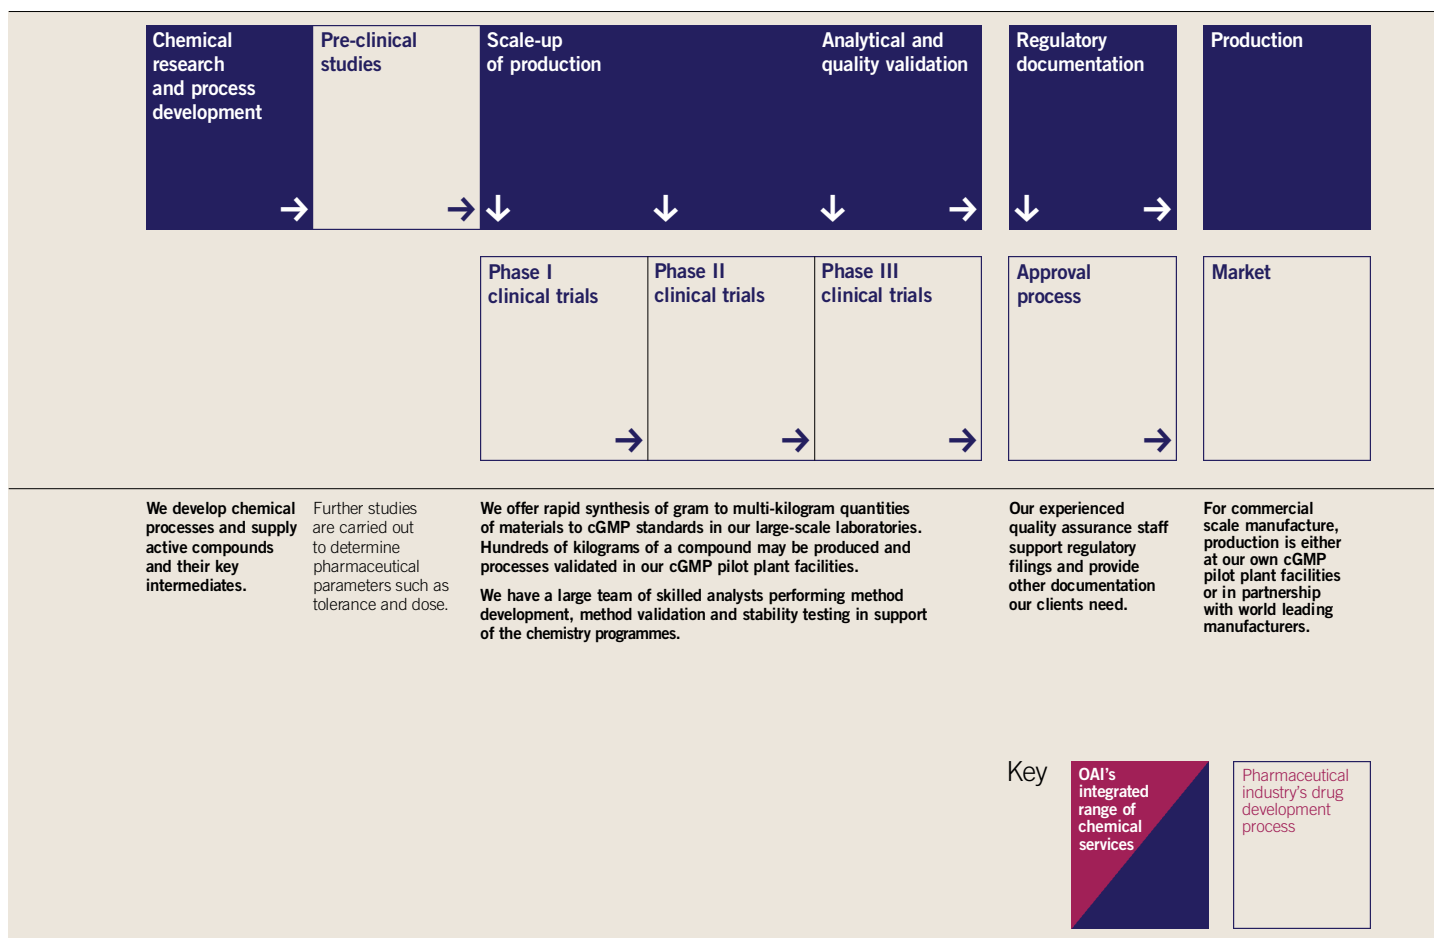 Chemical
research
and process
development
Pre-clinical
studies
Scale-up
of production
Analytical and
quality validation
Regulatory
documentation
Production
Phase I
clinical trials
Phase II
clinical trials
Phase III
clinical trials
Approval
process
Market
We develop chemical
processes and supply
active compounds
and their key
intermediates.
Further studies
are carried out
to determine
pharmaceutical
parameters such as
tolerance and dose.
We offer rapid synthesis of gram to multi-kilogram quantities
of materials to cGMP standards in our large-scale laboratories.
Hundreds of kilograms of a compound may be produced and
processes validated in our cGMP pilot plant facilities.
We have a large team of skilled analysts performing method
development, method validation and stability testing in support
of the chemistry programmes.
Our experienced
quality assurance staff
support regulatory
filings and provide
other documentation
our clients need.
For commercial
scale manufacture,
production is either
at our own cGMP
pilot plant facilities
or in partnership
with world leading
manufacturers.
Key
OAI’s
integrated
range of
chemical
services
Pharmaceutical
industry’s drug
development
process